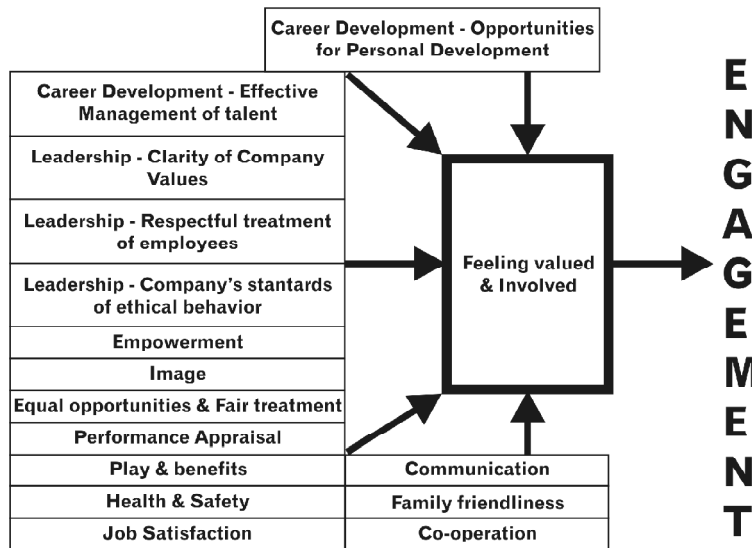 Career Development - Opportunities
for Personal Development
Career Development - Effective
Management of talent
Leadership - Clarity of Company
Values
Leadership - Respectful treatment
of employees
Leadership - Company's stantards
of ethical behavior
Empowerment
Image
Equal opportunities & Fair treatment
Performance Appraisal
Play & benefits
Health & Safety
Job Satisfaction
Communication
Family friendliness
Co-operation
Feeling valued
& Involved
ENGAGEMENT